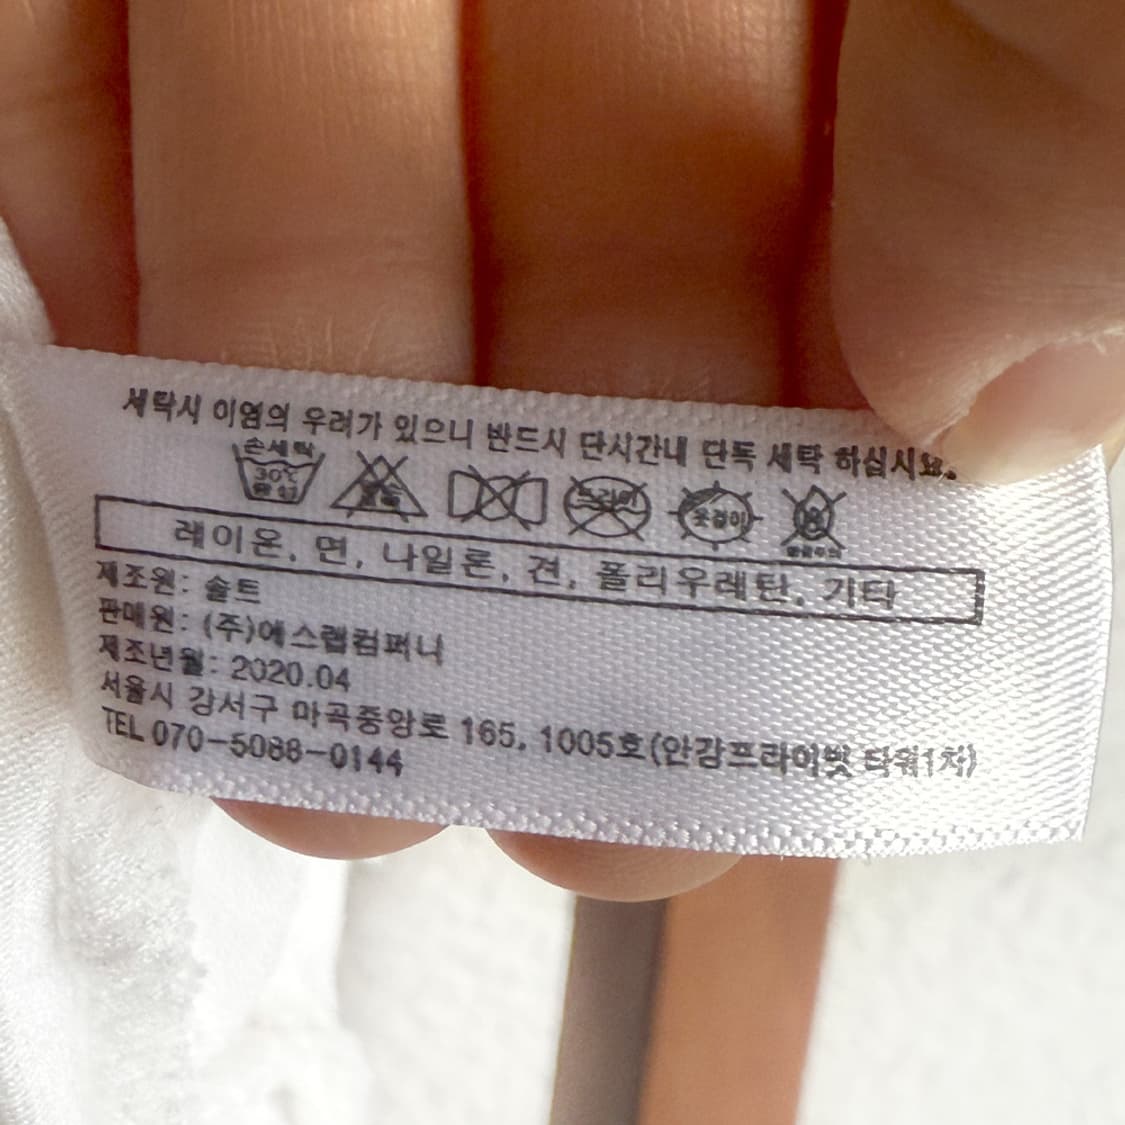 세탁시 이염의 우려가 있으니 반드시 단시간내 단독 세탁 하십시요.
손세탁
30℃
중성
드라이
옷걸이
레이온, 면, 나일론, 견, 폴리우레탄, 기타
제조원: 솔트
판매원: (주)에스랩컴퍼니
제조년월: 2020.04
서울시 강서구 마곡중앙로 165, 1005호(안강프라이빗 타워1차)
TEL 070-5088-0144